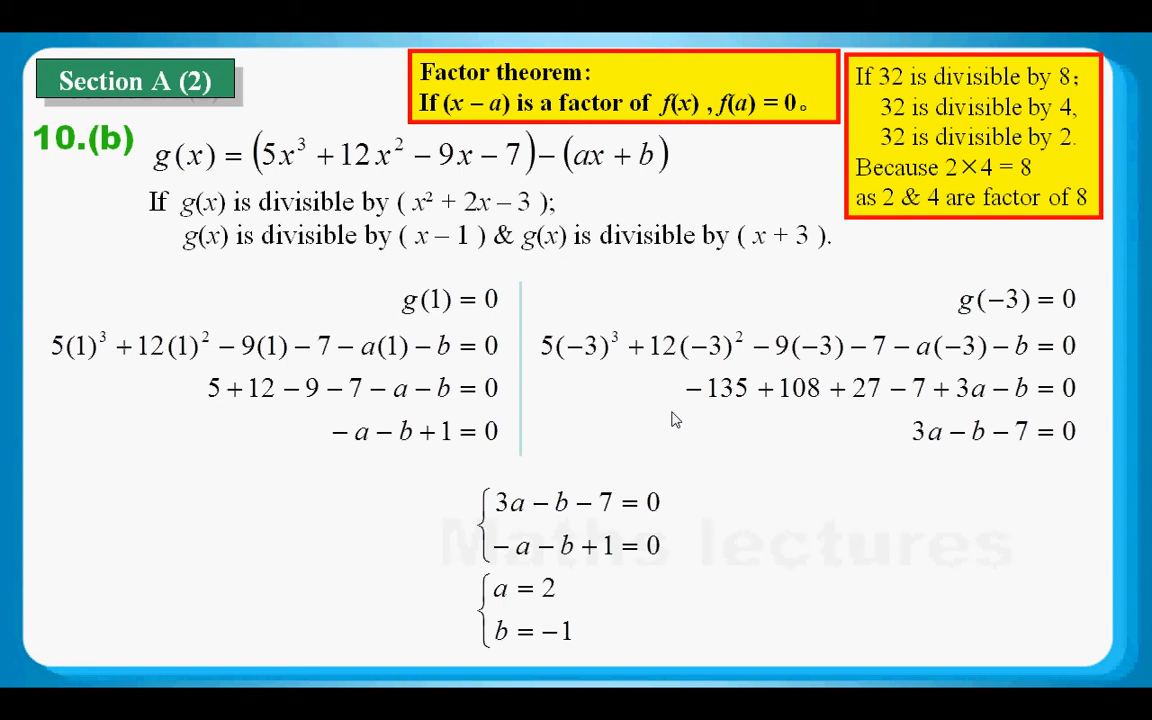 Section A (2)
Factor theorem:
If (x – a) is a factor of f(x) , f(a) = 0。
If 32 is divisible by 8;
32 is divisible by 4,
32 is divisible by 2.
Because 2×4 = 8
as 2 & 4 are factor of 8
10.(b)
g(x) = (5x³ + 12x² − 9x − 7) − (ax + b)
If g(x) is divisible by ( x² + 2x – 3 );
g(x) is divisible by ( x – 1 ) & g(x) is divisible by ( x + 3 ).
g(1) = 0
5(1)³ + 12(1)² − 9(1) − 7 − a(1) − b = 0
5 + 12 − 9 − 7 − a − b = 0
− a − b + 1 = 0
g(−3) = 0
5(−3)³ + 12(−3)² − 9(−3) − 7 − a(−3) − b = 0
−135 + 108 + 27 − 7 + 3a − b = 0
3a − b − 7 = 0
3a − b − 7 = 0
− a − b + 1 = 0
a = 2
b = −1
Maths lectures